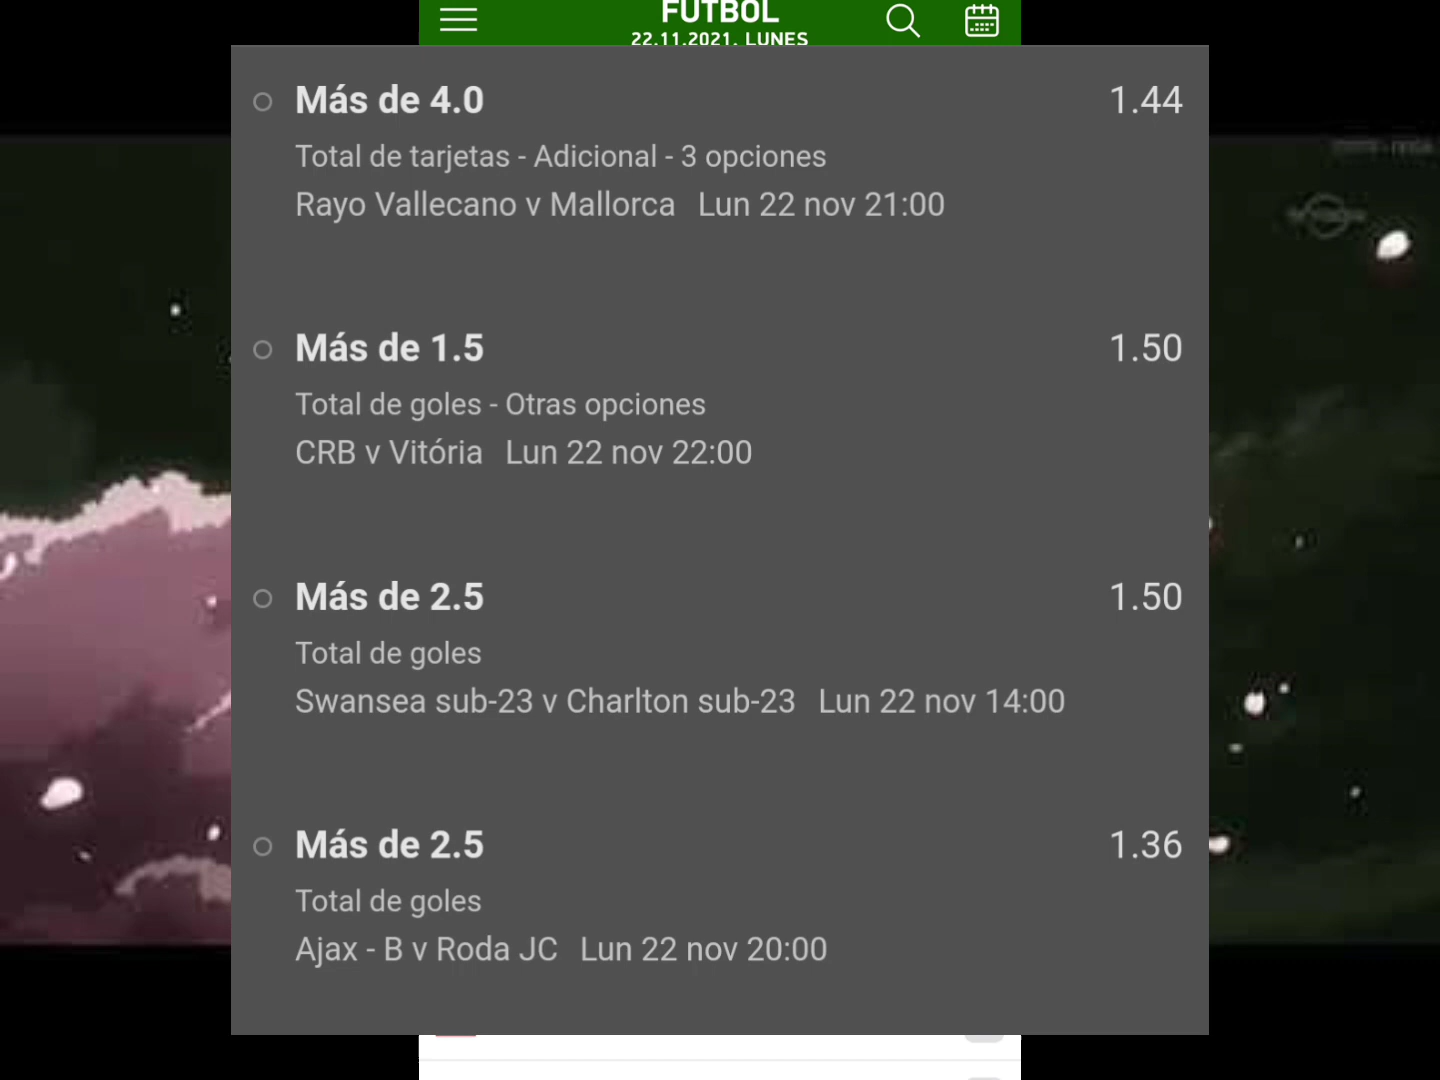 FUTBOL
22.11.2021. LUNES
Más de 4.0 1.44
Total de tarjetas - Adicional - 3 opciones
Rayo Vallecano v Mallorca Lun 22 nov 21:00
Más de 1.5 1.50
Total de goles - Otras opciones
CRB v Vitória Lun 22 nov 22:00
Más de 2.5 1.50
Total de goles
Swansea sub-23 v Charlton sub-23 Lun 22 nov 14:00
Más de 2.5 1.36
Total de goles
Ajax - B v Roda JC Lun 22 nov 20:00